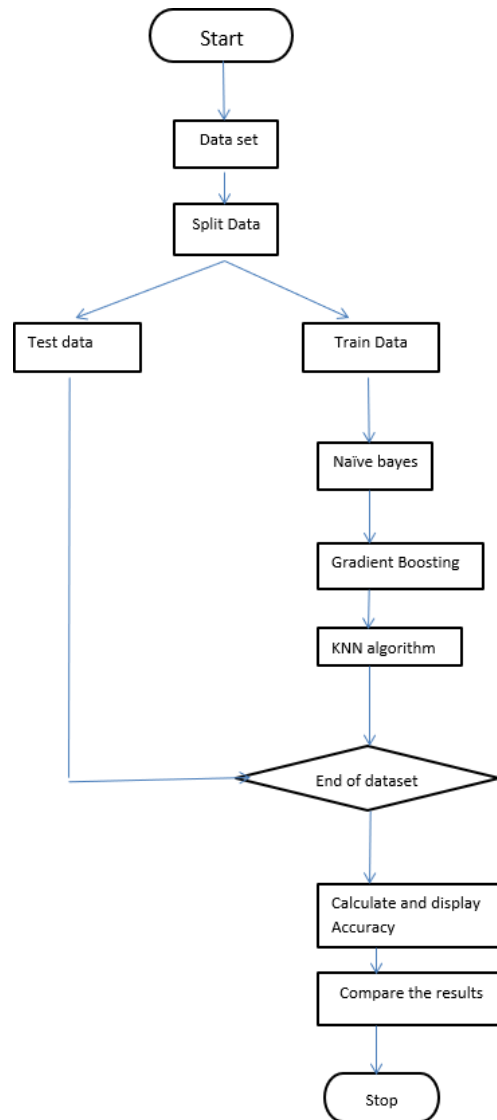 Start
Data set
Split Data
Test data
Train Data
Naïve bayes
Gradient Boosting
KNN algorithm
End of dataset
Calculate and display
Accuracy
Compare the results
Stop